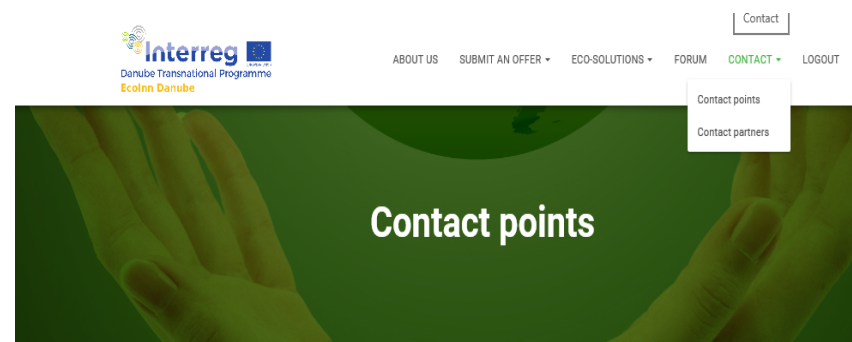 Contact
Interreg
Danube Transnational Programme
EcoInn Danube
ABOUT US SUBMIT AN OFFER ECO-SOLUTIONS FORUM CONTACT LOGOUT
Contact points
Contact partners
Contact points